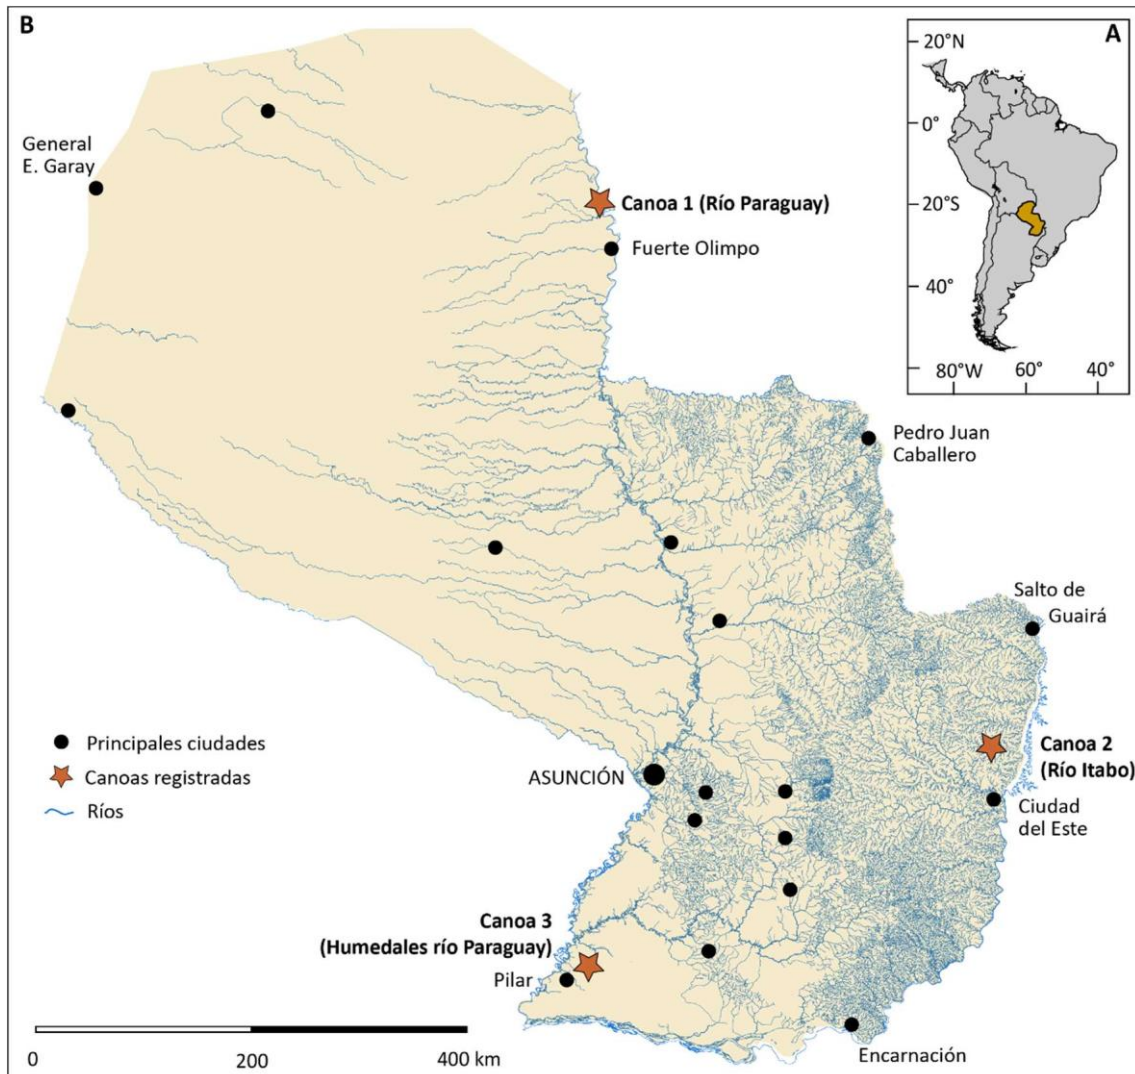 B
A
20°N
0°
20°S
40°
80°W
60°
40°
General
E. Garay
Canoa 1 (Río Paraguay)
Fuerte Olimpo
Pedro Juan
Caballero
Salto de
Guairá
Canoa 2
(Río Itabo)
Ciudad
del Este
Principales ciudades
Canoas registradas
Ríos
ASUNCIÓN
Canoa 3
(Humedales río Paraguay)
Pilar
Encarnación
0
200
400 km